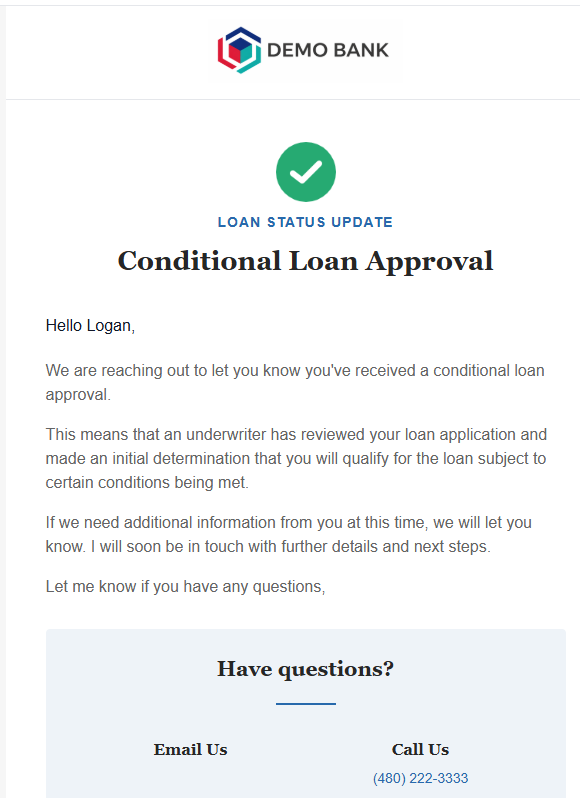 DEMO BANK
LOAN STATUS UPDATE
Conditional Loan Approval
Hello Logan,
We are reaching out to let you know you've received a conditional loan
approval.
This means that an underwriter has reviewed your loan application and
made an initial determination that you will qualify for the loan subject to
certain conditions being met.
If we need additional information from you at this time, we will let you
know. I will soon be in touch with further details and next steps.
Let me know if you have any questions,
Have questions?
Email Us
Call Us
(480) 222-3333